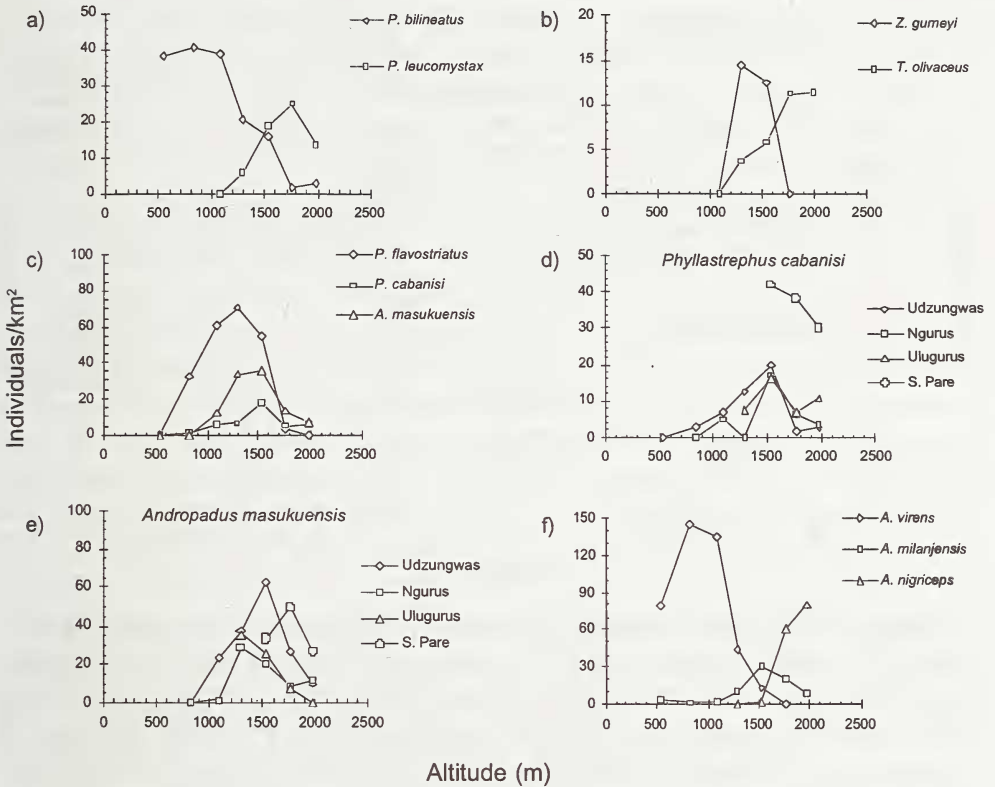 a)
P. bilineatus
P. leucomystax
50
40
30
20
10
0
0 500 1000 1500 2000 2500
b)
Z. gurneyi
T. olivaceus
20
15
10
5
0
0 500 1000 1500 2000 2500
c)
P. flavostriatus
P. cabanisi
A. masukuensis
100
80
60
40
20
0
0 500 1000 1500 2000 2500
d)
Phyllastrephus cabanisi
Udzungwas
Ngurus
Ulugurus
S. Pare
50
40
30
20
10
0
0 500 1000 1500 2000 2500
e)
Andropadus masukuensis
Udzungwas
Ngurus
Ulugurus
S. Pare
100
80
60
40
20
0
0 500 1000 1500 2000 2500
f)
A. virens
A. milanjensis
A. nigriceps
150
120
90
60
30
0
0 500 1000 1500 2000 2500
Individuals/km²
Altitude (m)